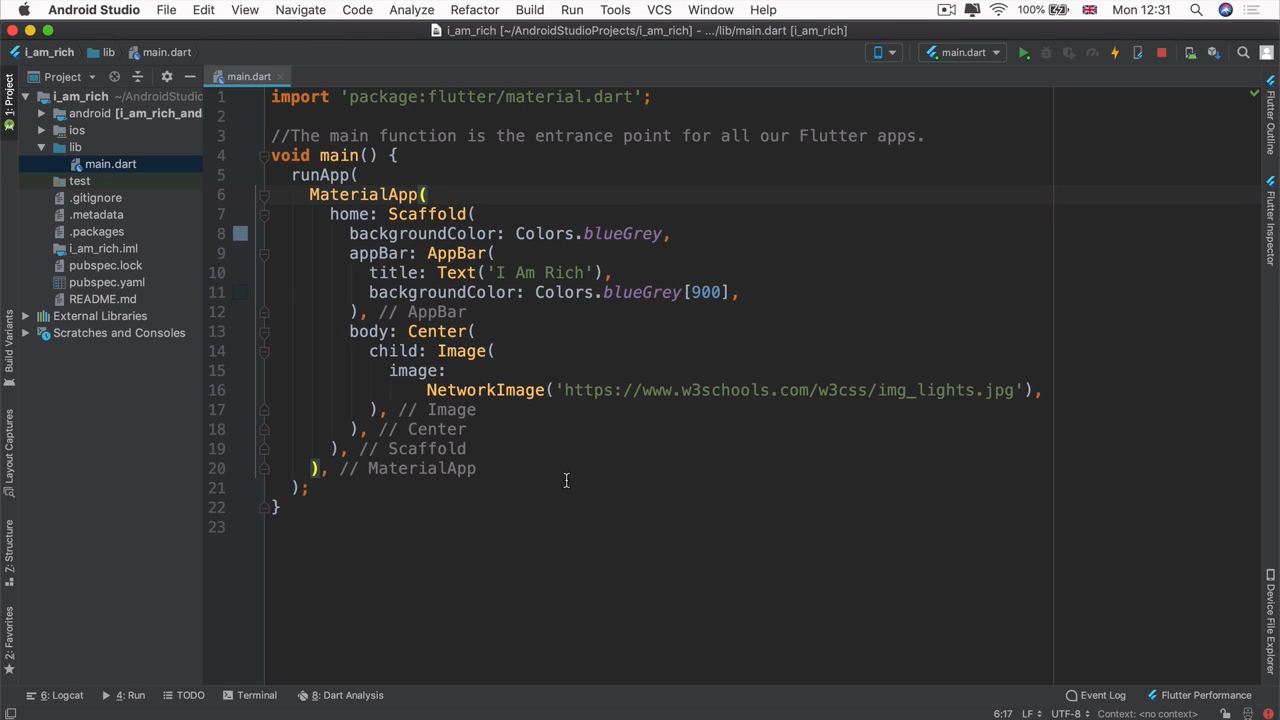 Android Studio File Edit View Navigate Code Analyze Refactor Build Run Tools VCS Window Help 100% Mon 12:31
i_am_rich [~/AndroidStudioProjects/i_am_rich] - .../lib/main.dart [i_am_rich]
i_am_rich lib main.dart main.dart
Project main.dart
1: Project
i_am_rich ~/AndroidStudio
android [i_am_rich_and
ios
lib
main.dart
test
.gitignore
.metadata
.packages
i_am_rich.iml
pubspec.lock
pubspec.yaml
README.md
External Libraries
Scratches and Consoles
Build Variants
Layout Captures
7: Structure
2: Favorites
1 import 'package:flutter/material.dart';
2
3 //The main function is the entrance point for all our Flutter apps.
4 void main() {
5 runApp(
6 MaterialApp(
7 home: Scaffold(
8 backgroundColor: Colors.blueGrey,
9 appBar: AppBar(
10 title: Text('I Am Rich'),
11 backgroundColor: Colors.blueGrey[900],
12 ), // AppBar
13 body: Center(
14 child: Image(
15 image:
16 NetworkImage('https://www.w3schools.com/w3css/img_lights.jpg'),
17 ), // Image
18 ), // Center
19 ), // Scaffold
20 ), // MaterialApp
21 );
22 }
23
Flutter Outline
Flutter Inspector
Device File Explorer
6: Logcat 4: Run TODO Terminal 8: Dart Analysis Event Log Flutter Performance
6:17 LF UTF-8 Context: <no context>